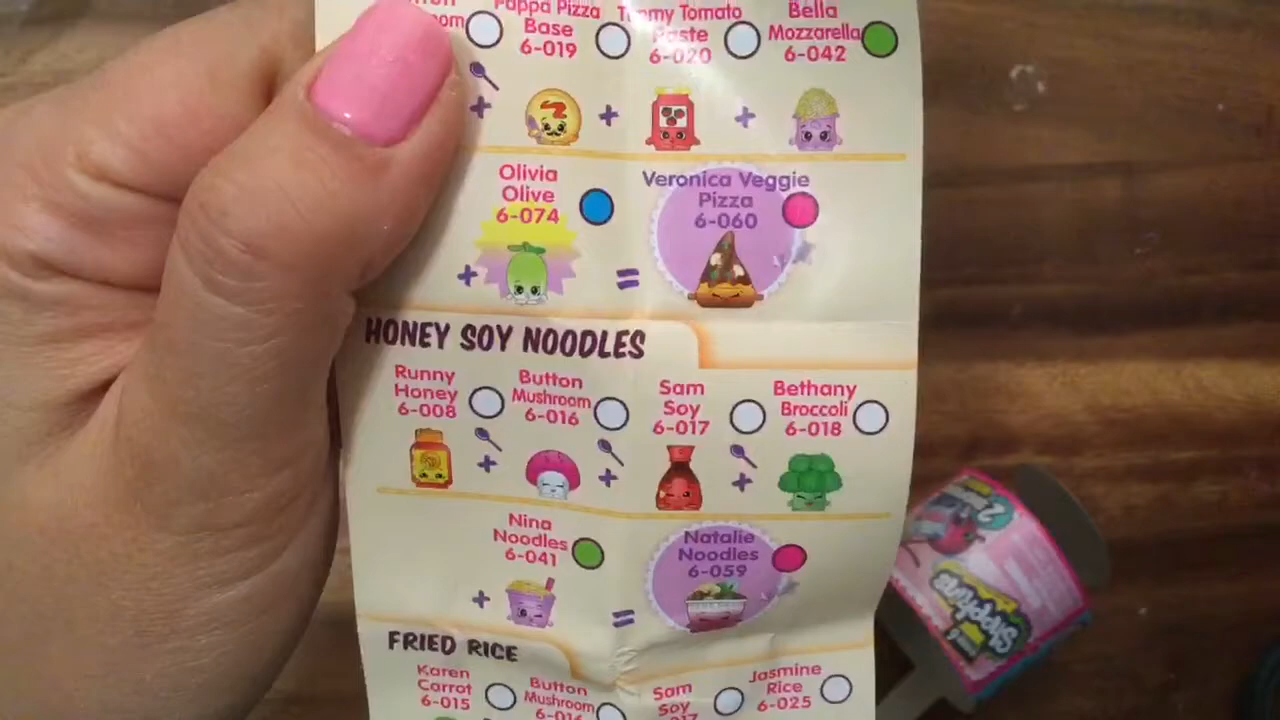 Pappa Pizza
Base
6-019
Tommy Tomato
Paste
6-020
Bella
Mozzarella
6-042
Olivia
Olive
6-074
Veronica Veggie
Pizza
6-060
HONEY SOY NOODLES
Runny
Honey
6-008
Button
Mushroom
6-016
Sam
Soy
6-017
Bethany
Broccoli
6-018
Nina
Noodles
6-041
Natalie
Noodles
6-059
FRIED RICE
Karen
Carrot
6-015
Button
Mushroom
6-016
Sam
Soy
Jasmine
Rice
6-025
2
Shopkins